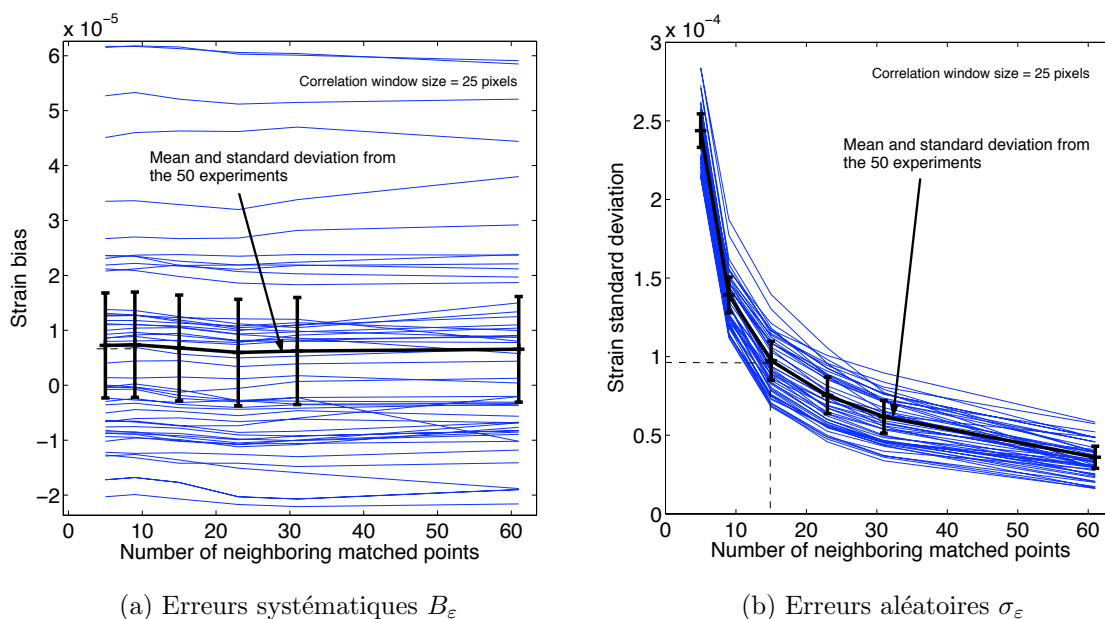 x 10⁻⁵
6
5
4
3
2
1
0
−1
−2
0
10
20
30
40
50
60
Strain bias
Correlation window size = 25 pixels
Mean and standard deviation from
the 50 experiments
Number of neighboring matched points
(a) Erreurs systématiques Bε
x 10⁻⁴
3
2.5
2
1.5
1
0.5
0
0
10
20
30
40
50
60
Strain standard deviation
Correlation window size = 25 pixels
Mean and standard deviation from
the 50 experiments
Number of neighboring matched points
(b) Erreurs aléatoires σε